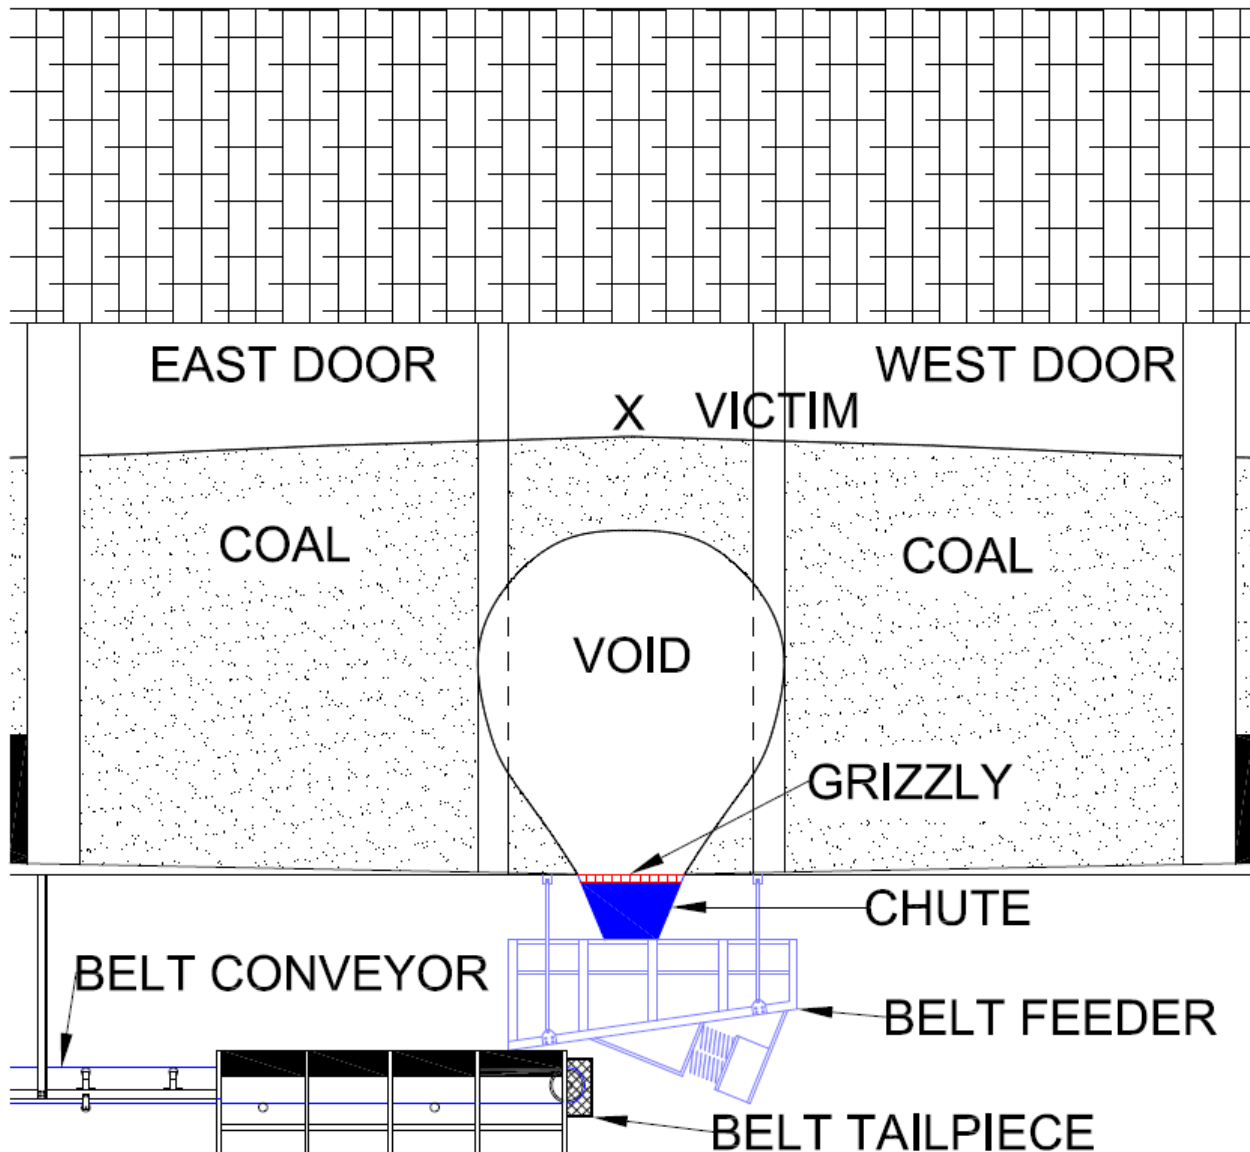 EAST DOOR
WEST DOOR
X VICTIM
COAL
COAL
VOID
GRIZZLY
CHUTE
BELT CONVEYOR
BELT FEEDER
BELT TAILPIECE